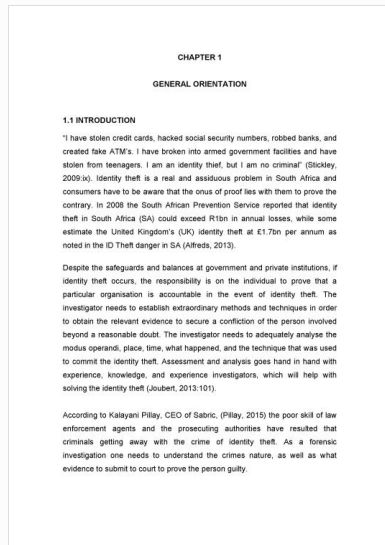 CHAPTER 1
GENERAL ORIENTATION
1.1 INTRODUCTION
“I have stolen credit cards, hacked social security numbers, robbed banks, and
created fake ATM’s. I have broken into armed government facilities and have
stolen from teenagers. I am an identity thief, but I am no criminal” (Stickley,
2009:ix). Identity theft is a real and assiduous problem in South Africa and
consumers have to be aware that the onus of proof lies with them to prove the
contrary. In 2008 the South African Prevention Service reported that identity
theft in South Africa (SA) could exceed R1bn in annual losses, while some
estimate the United Kingdom’s (UK) identity theft at £1.7bn per annum as
noted in the ID Theft danger in SA (Alfreds, 2013).
Despite the safeguards and balances at government and private institutions, if
identity theft occurs, the responsibility is on the individual to prove that a
particular organisation is accountable in the event of identity theft. The
investigator needs to establish extraordinary methods and techniques in order
to obtain the relevant evidence to secure a confliction of the person involved
beyond a reasonable doubt. The investigator needs to adequately analyse the
modus operandi, place, time, what happened, and the technique that was used
to commit the identity theft. Assessment and analysis goes hand in hand with
experience, knowledge, and experience investigators, which will help with
solving the identity theft (Joubert, 2013:101).
According to Kalayani Pillay, CEO of Sabric, (Pillay, 2015) the poor skill of law
enforcement agents and the prosecuting authorities have resulted that
criminals getting away with the crime of identity theft. As a forensic
investigation one needs to understand the crimes nature, as well as what
evidence to submit to court to prove the person guilty.